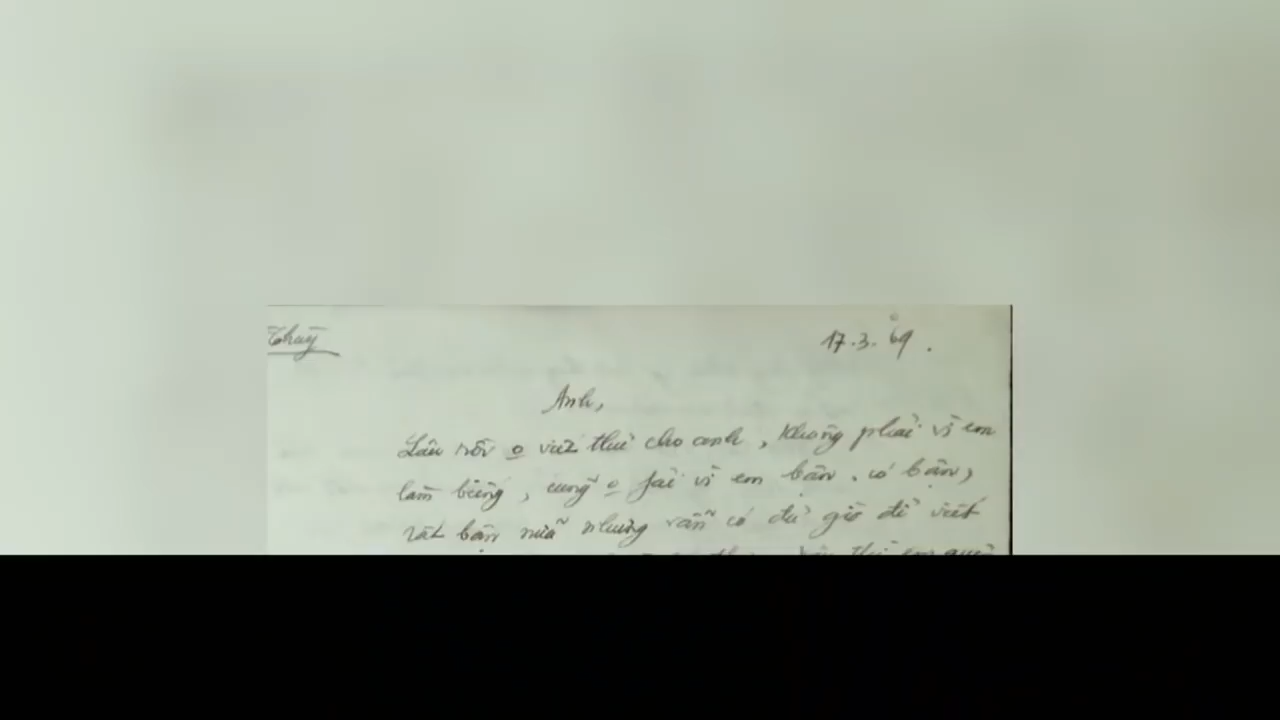 Thuỳ
17.3.69.
Anh,
Lâu rồi o viết thư cho anh, không phải vì em
làm biếng, cũng o fải vì em bận. có bận,
rất bận nữa nhưng vẫn có đủ giờ để viết